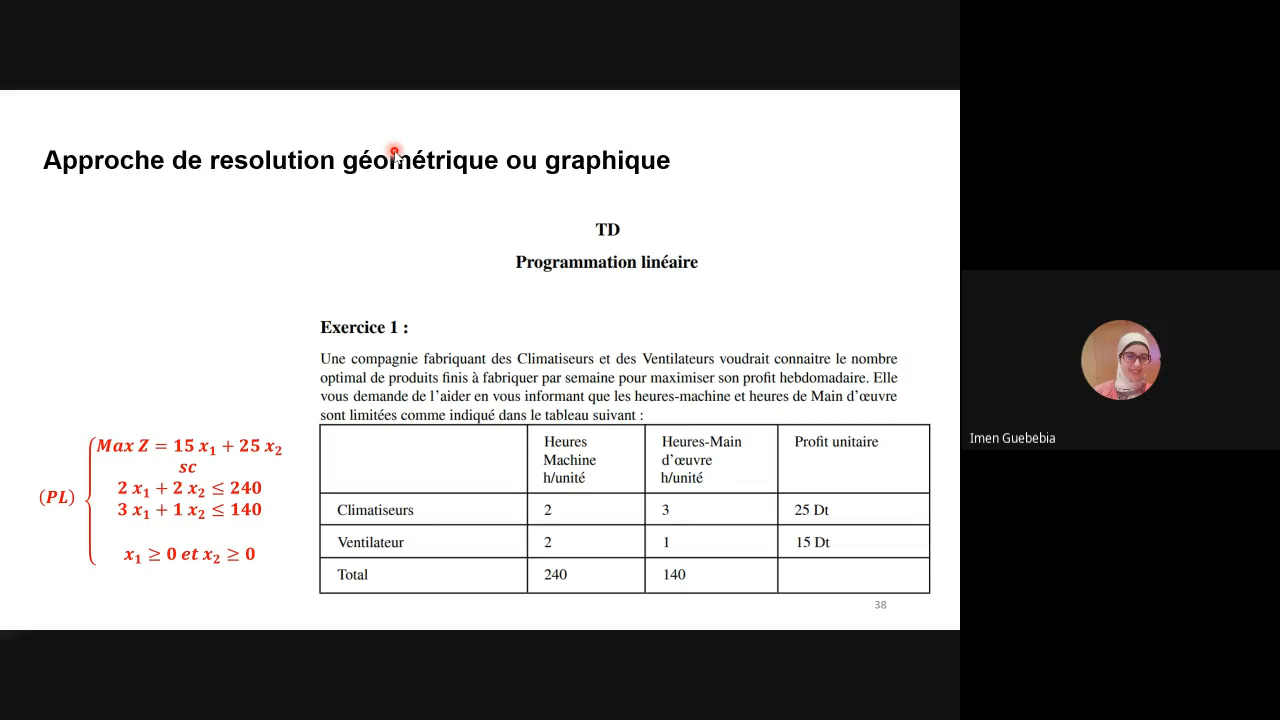 Approche de resolution géométrique ou graphique
TD
Programmation linéaire
Exercice 1 :
Une compagnie fabriquant des Climatiseurs et des Ventilateurs voudrait connaitre le nombre
optimal de produits finis à fabriquer par semaine pour maximiser son profit hebdomadaire. Elle
vous demande de l'aider en vous informant que les heures-machine et heures de Main d'œuvre
sont limitées comme indiqué dans le tableau suivant :
Heures Machine h/unité Heures-Main d'œuvre h/unité Profit unitaire
Climatiseurs 2 3 25 Dt
Ventilateur 2 1 15 Dt
Total 240 140
(PL)
Max Z = 15 x₁ + 25 x₂
sc
2 x₁ + 2 x₂ ≤ 240
3 x₁ + 1 x₂ ≤ 140
x₁ ≥ 0 et x₂ ≥ 0
38
Imen Guebebia